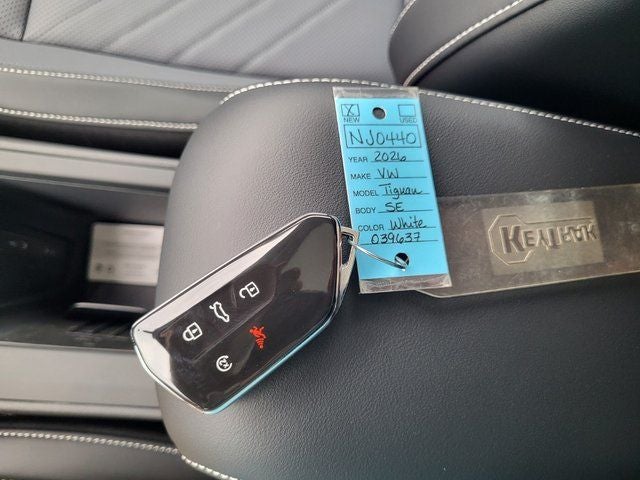 X
NEW USED
NJ0440
YEAR 2026
MAKE VW
MODEL Tiguan
BODY SE
COLOR White
039637
KEYTRAK